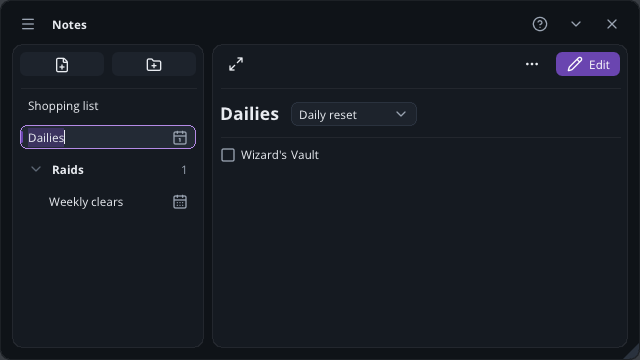 Notes
Edit
Shopping list
Dailies
Raids 1
Weekly clears
Dailies Daily reset
Wizard's Vault